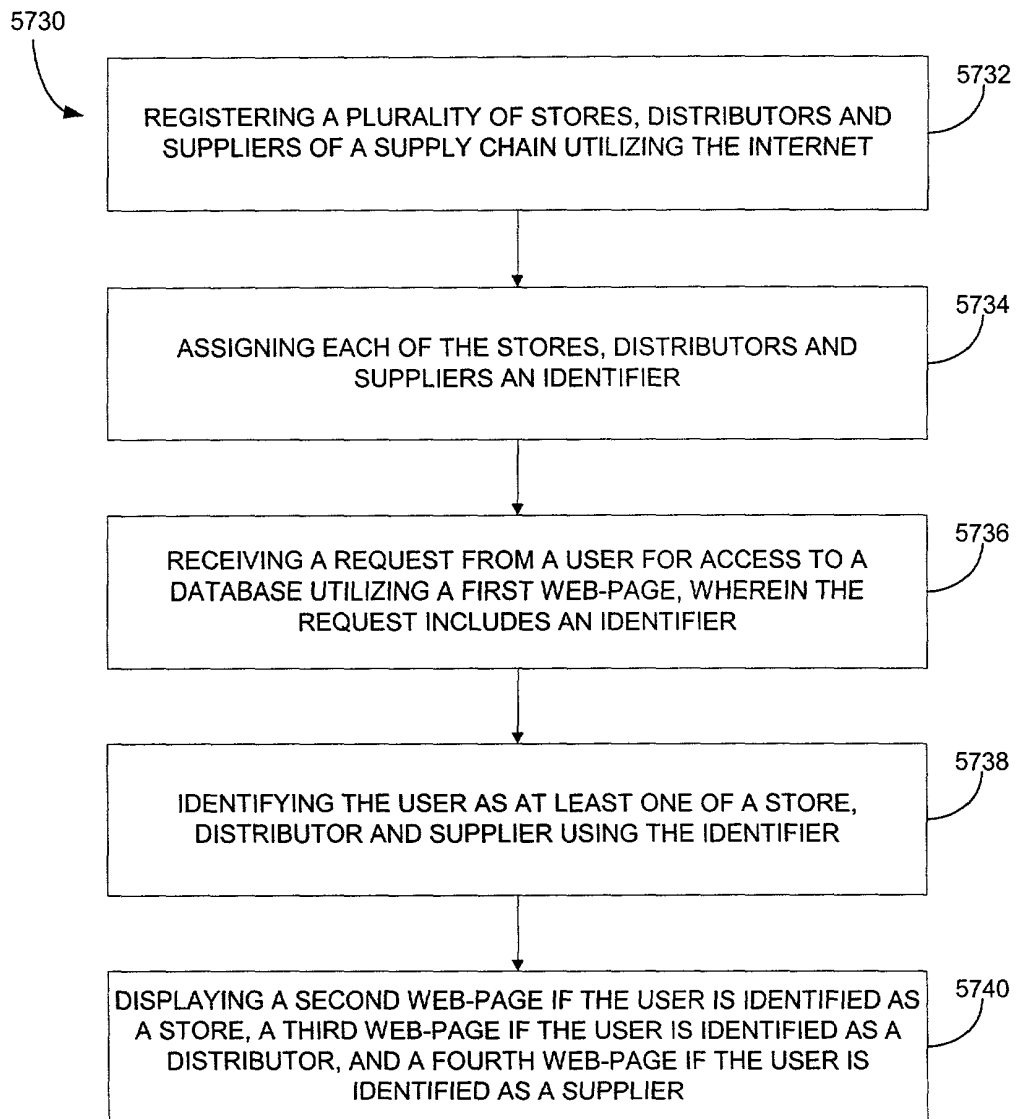 5730
5732
REGISTERING A PLURALITY OF STORES, DISTRIBUTORS AND
SUPPLIERS OF A SUPPLY CHAIN UTILIZING THE INTERNET
5734
ASSIGNING EACH OF THE STORES, DISTRIBUTORS AND
SUPPLIERS AN IDENTIFIER
5736
RECEIVING A REQUEST FROM A USER FOR ACCESS TO A
DATABASE UTILIZING A FIRST WEB-PAGE, WHEREIN THE
REQUEST INCLUDES AN IDENTIFIER
5738
IDENTIFYING THE USER AS AT LEAST ONE OF A STORE,
DISTRIBUTOR AND SUPPLIER USING THE IDENTIFIER
5740
DISPLAYING A SECOND WEB-PAGE IF THE USER IS IDENTIFIED AS
A STORE, A THIRD WEB-PAGE IF THE USER IS IDENTIFIED AS A
DISTRIBUTOR, AND A FOURTH WEB-PAGE IF THE USER IS
IDENTIFIED AS A SUPPLIER